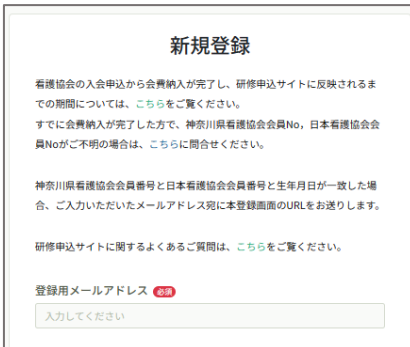 新規登録
看護協会の入会申込から会費納入が完了し、研修申込サイトに反映されるま
での期間については、こちらをご覧ください。
すでに会費納入が完了した方で、神奈川県看護協会会員No，日本看護協会会
員Noがご不明の場合は、こちらに問合せください。
神奈川県看護協会会員番号と日本看護協会会員番号と生年月日が一致した場
合、ご入力いただいたメールアドレス宛に本登録画面のURLをお送りします。
研修申込サイトに関するよくあるご質問は、こちらをご覧ください。
登録用メールアドレス 必須
入力してください